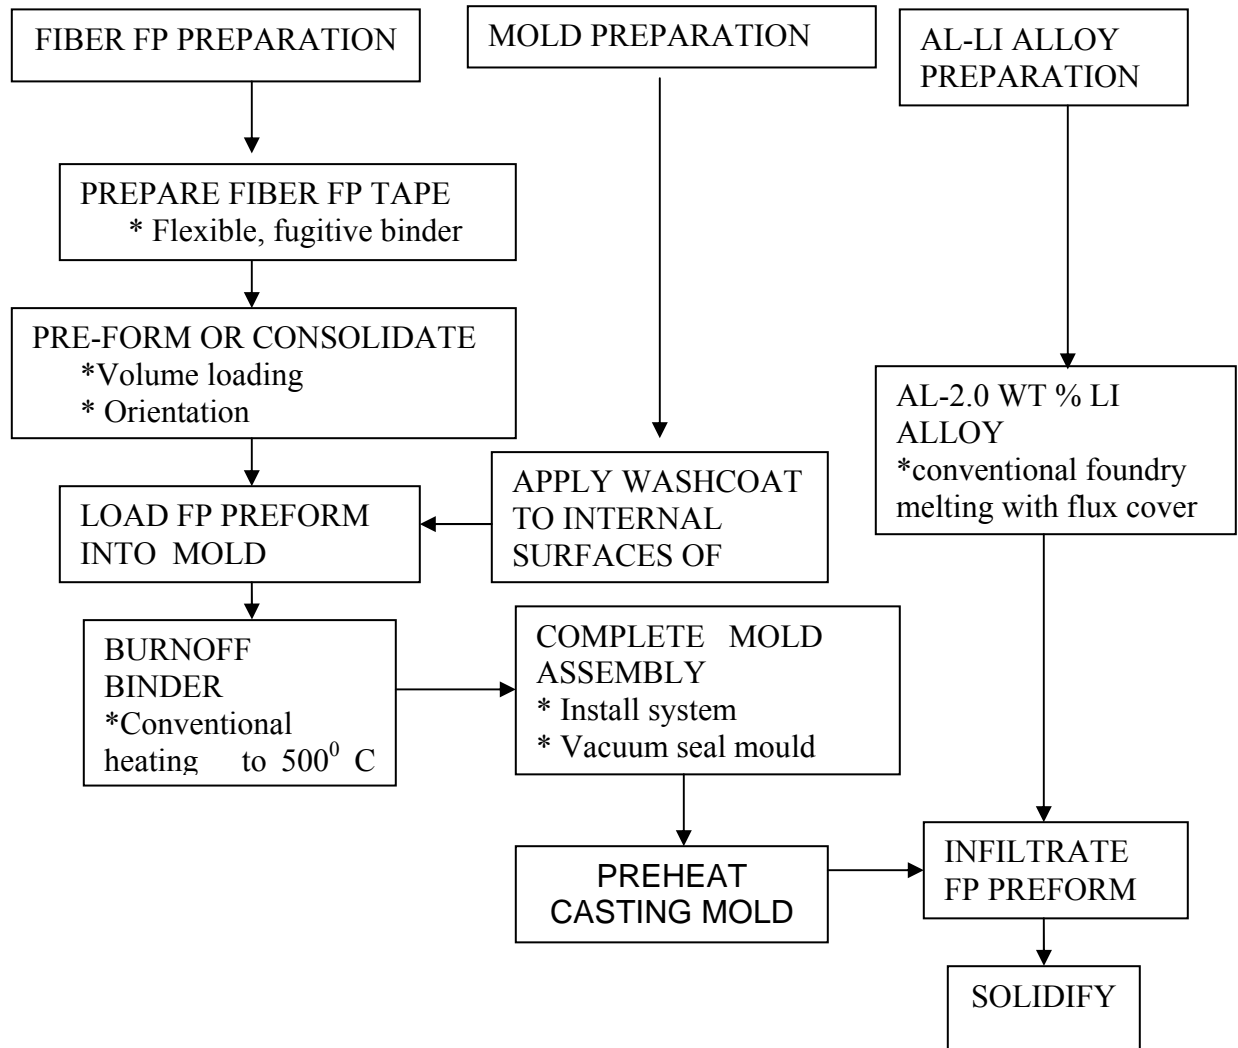 FIBER FP PREPARATION
MOLD PREPARATION
AL-LI ALLOY
PREPARATION
PREPARE FIBER FP TAPE
* Flexible, fugitive binder
PRE-FORM OR CONSOLIDATE
*Volume loading
* Orientation
AL-2.0 WT % LI
ALLOY
*conventional foundry
melting with flux cover
LOAD FP PREFORM
INTO MOLD
APPLY WASHCOAT
TO INTERNAL
SURFACES OF
BURNOFF
BINDER
*Conventional
heating to 500⁰ C
COMPLETE MOLD
ASSEMBLY
* Install system
* Vacuum seal mould
PREHEAT
CASTING MOLD
INFILTRATE
FP PREFORM
SOLIDIFY